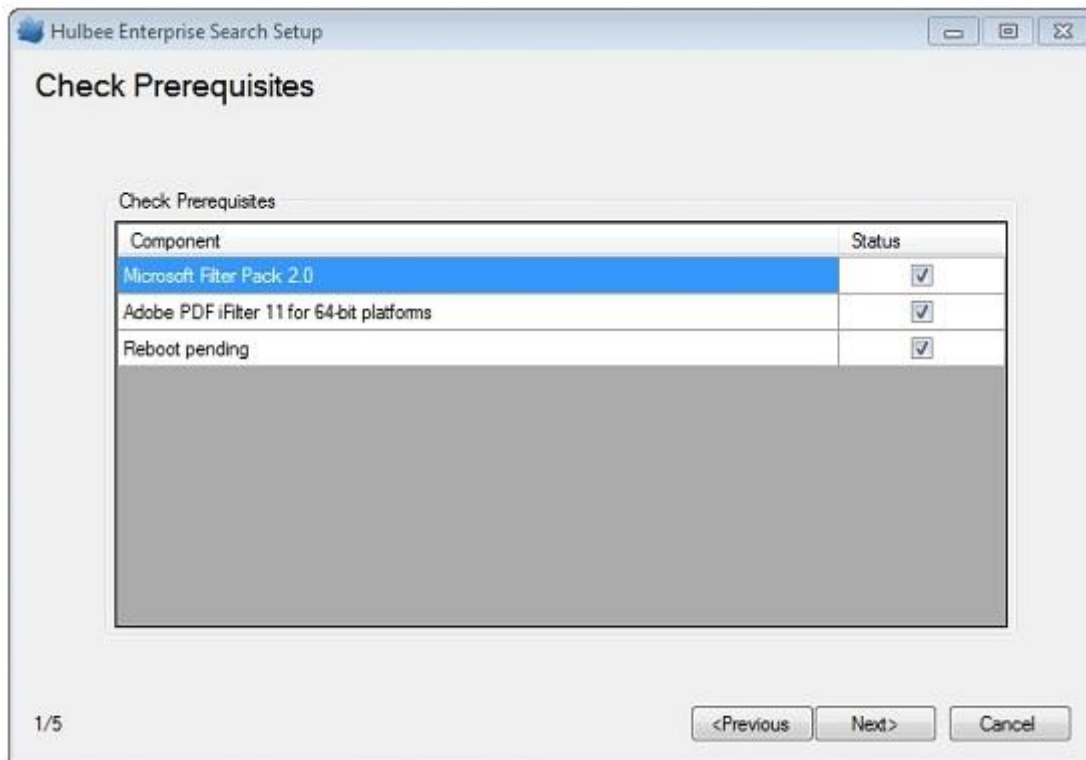 Hulbee Enterprise Search Setup
Check Prerequisites
Check Prerequisites
Component Status
Microsoft Filter Pack 2.0
Adobe PDF iFilter 11 for 64-bit platforms
Reboot pending
1/5 <Previous Next> Cancel